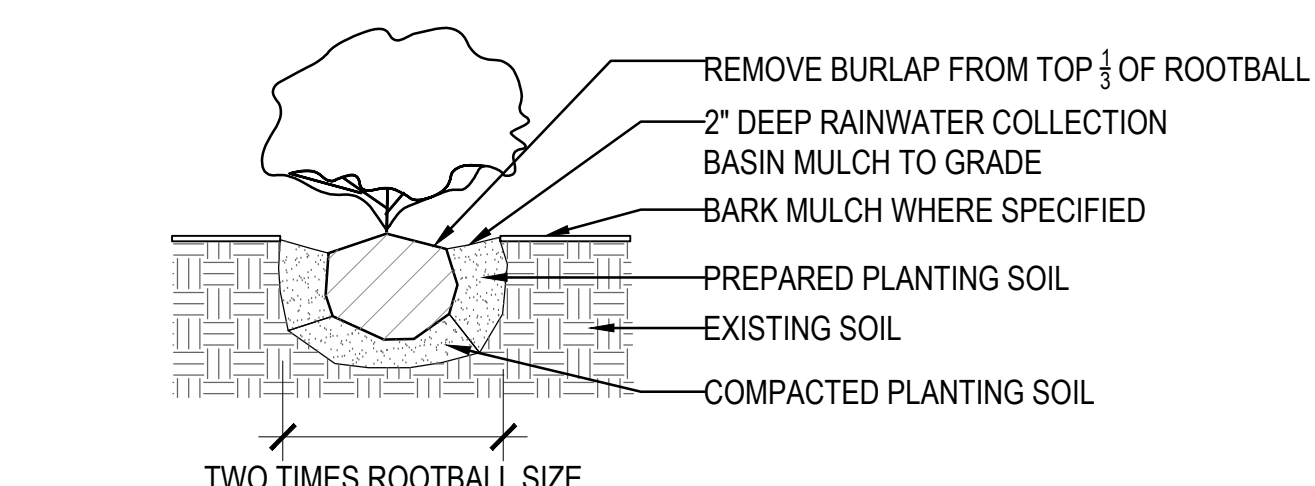 REMOVE BURLAP FROM TOP 1/3 OF ROOTBALL
2" DEEP RAINWATER COLLECTION
BASIN MULCH TO GRADE
BARK MULCH WHERE SPECIFIED
PREPARED PLANTING SOIL
EXISTING SOIL
COMPACTED PLANTING SOIL
TWO TIMES ROOTBALL SIZE